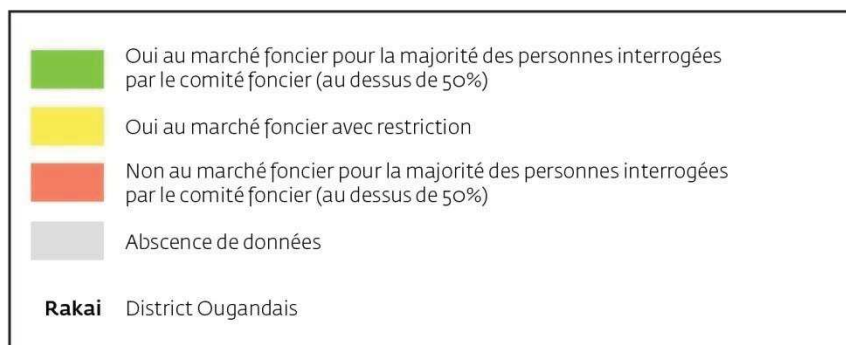 Oui au marché foncier pour la majorité des personnes interrogées
par le comité foncier (au dessus de 50%)
Oui au marché foncier avec restriction
Non au marché foncier pour la majorité des personnes interrogées
par le comité foncier (au dessus de 50%)
Abscence de données
Rakai District Ougandais